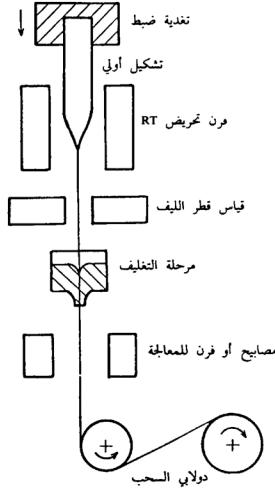 تغذية ضبط
تشكيل أولي
فرن تحريض RT
قياس قطر الليف
مرحلة التغليف
مصابيح أو فرن للمعالجة
دولابي السحب